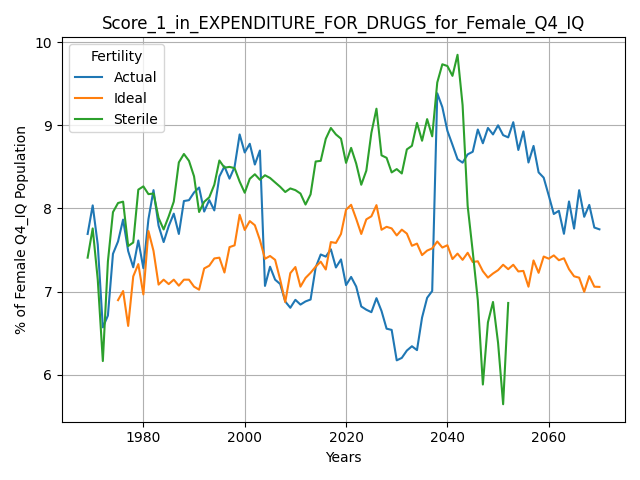 Score_1_in_EXPENDITURE_FOR_DRUGS_for_Female_Q4_IQ
Fertility
Actual
Ideal
Sterile
% of Female Q4_IQ Population
10
9
8
7
6
1980 2000 2020 2040 2060
Years